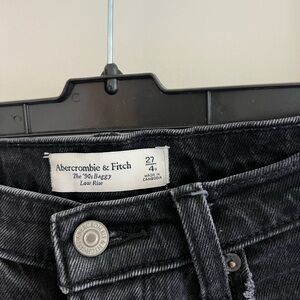 Abercrombie & Fitch
The '90s Baggy
Low Rise
27
4
MADE IN
CAMBODIA